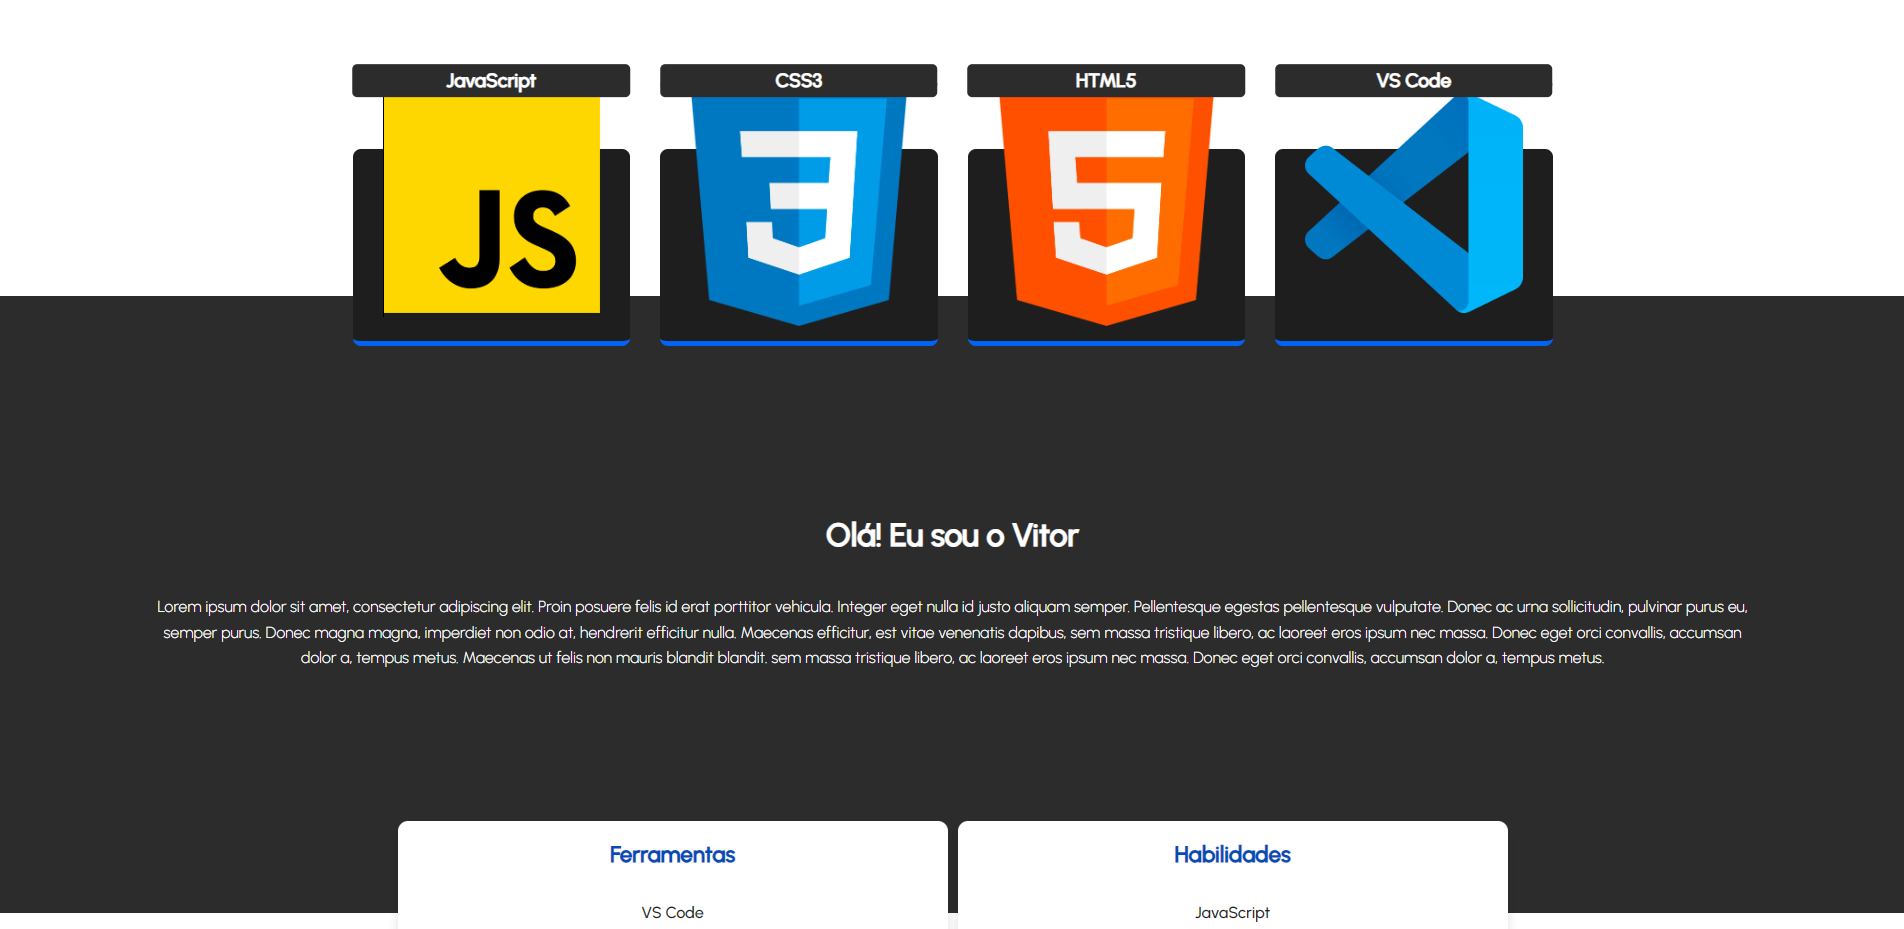 JavaScript
CSS3
HTML5
VS Code
JS
3
5
Olá! Eu sou o Vitor
Lorem ipsum dolor sit amet, consectetur adipiscing elit. Proin posuere felis id erat porttitor vehicula. Integer eget nulla id justo aliquam semper. Pellentesque egestas pellentesque vulputate. Donec ac urna sollicitudin, pulvinar purus eu,
semper purus. Donec magna magna, imperdiet non odio at, hendrerit efficitur nulla. Maecenas efficitur, est vitae venenatis dapibus, sem massa tristique libero, ac laoreet eros ipsum nec massa. Donec eget orci convallis, accumsan
dolor a, tempus metus. Maecenas ut felis non mauris blandit blandit. sem massa tristique libero, ac laoreet eros ipsum nec massa. Donec eget orci convallis, accumsan dolor a, tempus metus.
Ferramentas
VS Code
Habilidades
JavaScript